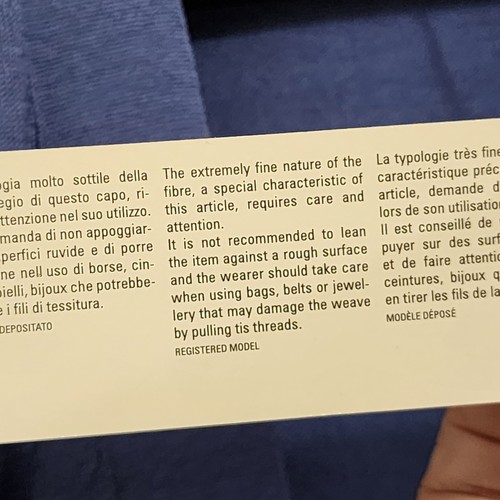 gia molto sottile della
egio di questo capo, ri-
ttenzione nel suo utilizzo.
manda di non appoggiar-
perfici ruvide e di porre
ne nell uso di borse, cin-
ielli, bijoux che potrebbe-
e i fili di tessitura.
DEPOSITATO
The extremely fine nature of the
fibre, a special characteristic of
this article, requires care and
attention.
It is not recommended to lean
the item against a rough surface
and the wearer should take care
when using bags, belts or jewel-
lery that may damage the weave
by pulling tis threads.
REGISTERED MODEL
La typologie très fine
caractéristique préc
article, demande d
lors de son utilisation
Il est conseillé de
puyer sur des surf
et de faire attentio
ceintures, bijoux q
en tirer les fils de la
MODÈLE DÉPOSÉ